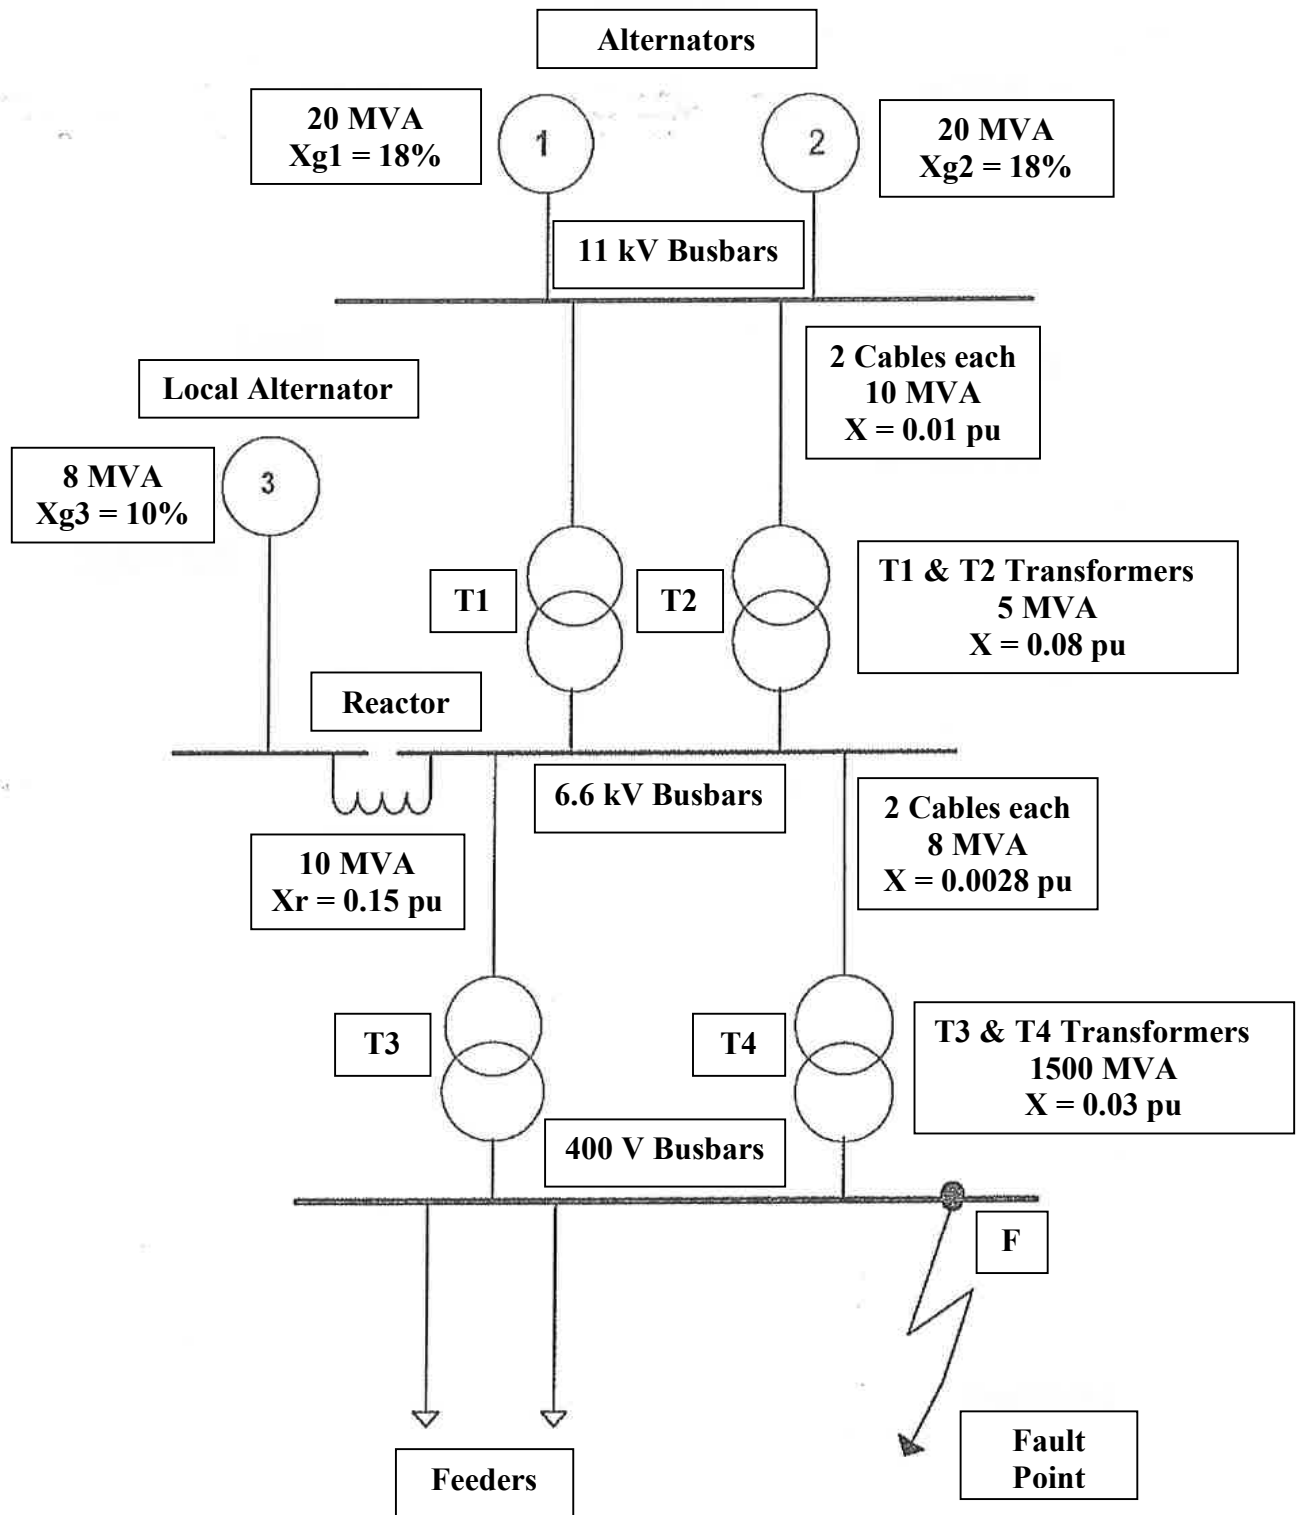 Alternators
20 MVA
Xg1 = 18%
1
2
20 MVA
Xg2 = 18%
11 kV Busbars
Local Alternator
2 Cables each
10 MVA
X = 0.01 pu
8 MVA
Xg3 = 10%
3
T1
T2
T1 & T2 Transformers
5 MVA
X = 0.08 pu
Reactor
6.6 kV Busbars
2 Cables each
8 MVA
X = 0.0028 pu
10 MVA
Xr = 0.15 pu
T3
T4
T3 & T4 Transformers
1500 MVA
X = 0.03 pu
400 V Busbars
F
Feeders
Fault
Point